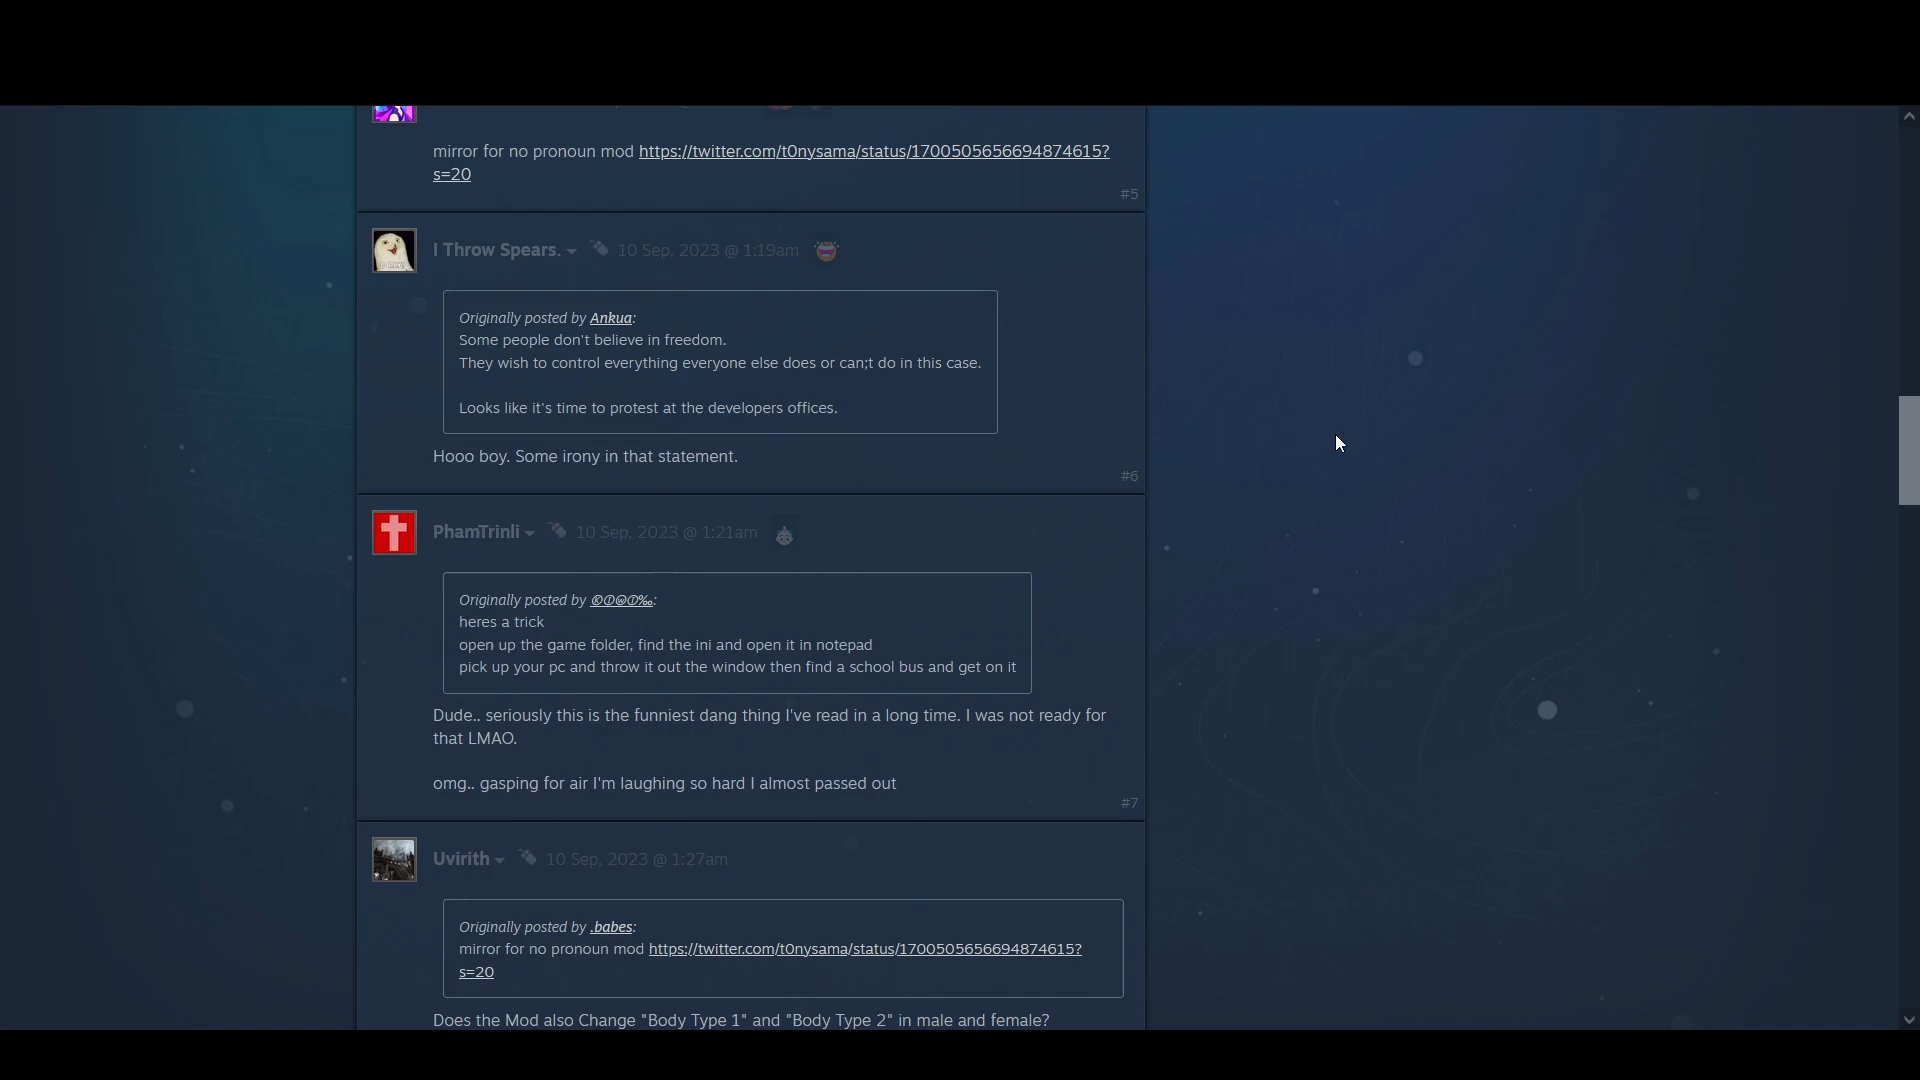 mirror for no pronoun mod https://twitter.com/t0nysama/status/1700505656694874615?
s=20
#5
I Throw Spears. 10 Sep, 2023 @ 1:19am
Originally posted by Ankua:
Some people don't believe in freedom.
They wish to control everything everyone else does or can;t do in this case.
Looks like it's time to protest at the developers offices.
Hooo boy. Some irony in that statement.
#6
PhamTrinli 10 Sep, 2023 @ 1:21am
Originally posted by Ⓚⓘⓦⓘ‰:
heres a trick
open up the game folder, find the ini and open it in notepad
pick up your pc and throw it out the window then find a school bus and get on it
Dude.. seriously this is the funniest dang thing I've read in a long time. I was not ready for
that LMAO.
omg.. gasping for air I'm laughing so hard I almost passed out
#7
Uvirith 10 Sep, 2023 @ 1:27am
Originally posted by .babes:
mirror for no pronoun mod https://twitter.com/t0nysama/status/1700505656694874615?
s=20
Does the Mod also Change "Body Type 1" and "Body Type 2" in male and female?